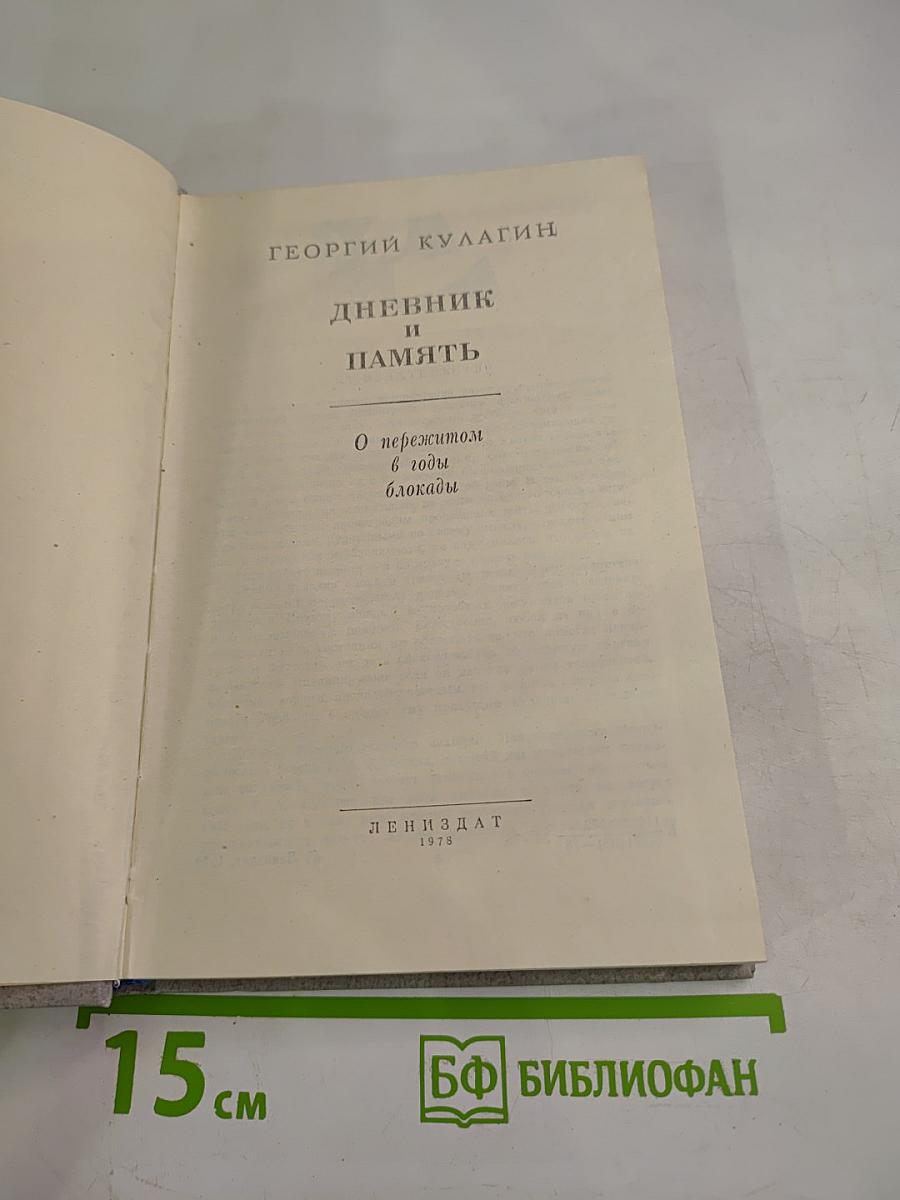 ГЕОРГИЙ КУЛАГИН
ДНЕВНИК
И
ПАМЯТЬ
О пережитом
в годы
блокады
ЛЕНИЗДАТ
1978
15 см
БФ БИБЛИОФАН